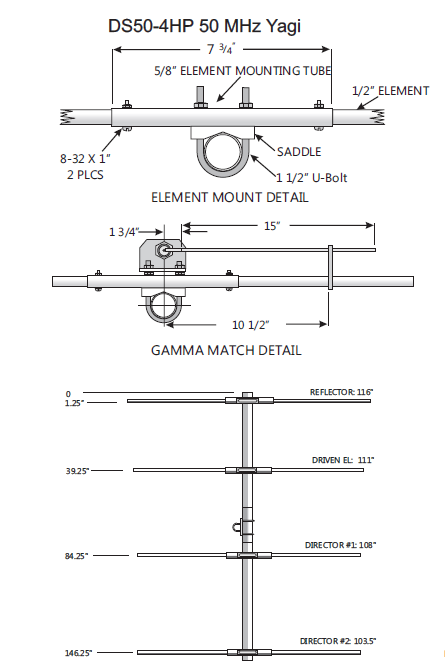 DS50-4HP 50 MHz Yagi
7 3/4"
5/8" ELEMENT MOUNTING TUBE
1/2" ELEMENT
8-32 X 1"
2 PLCS
SADDLE
1 1/2" U-Bolt
ELEMENT MOUNT DETAIL
1 3/4"
15"
10 1/2"
GAMMA MATCH DETAIL
0
REFLECTOR: 116"
1.25"
DRIVEN EL: 111"
39.25"
DIRECTOR #1: 108"
84.25"
DIRECTOR #2: 103.5"
146.25"